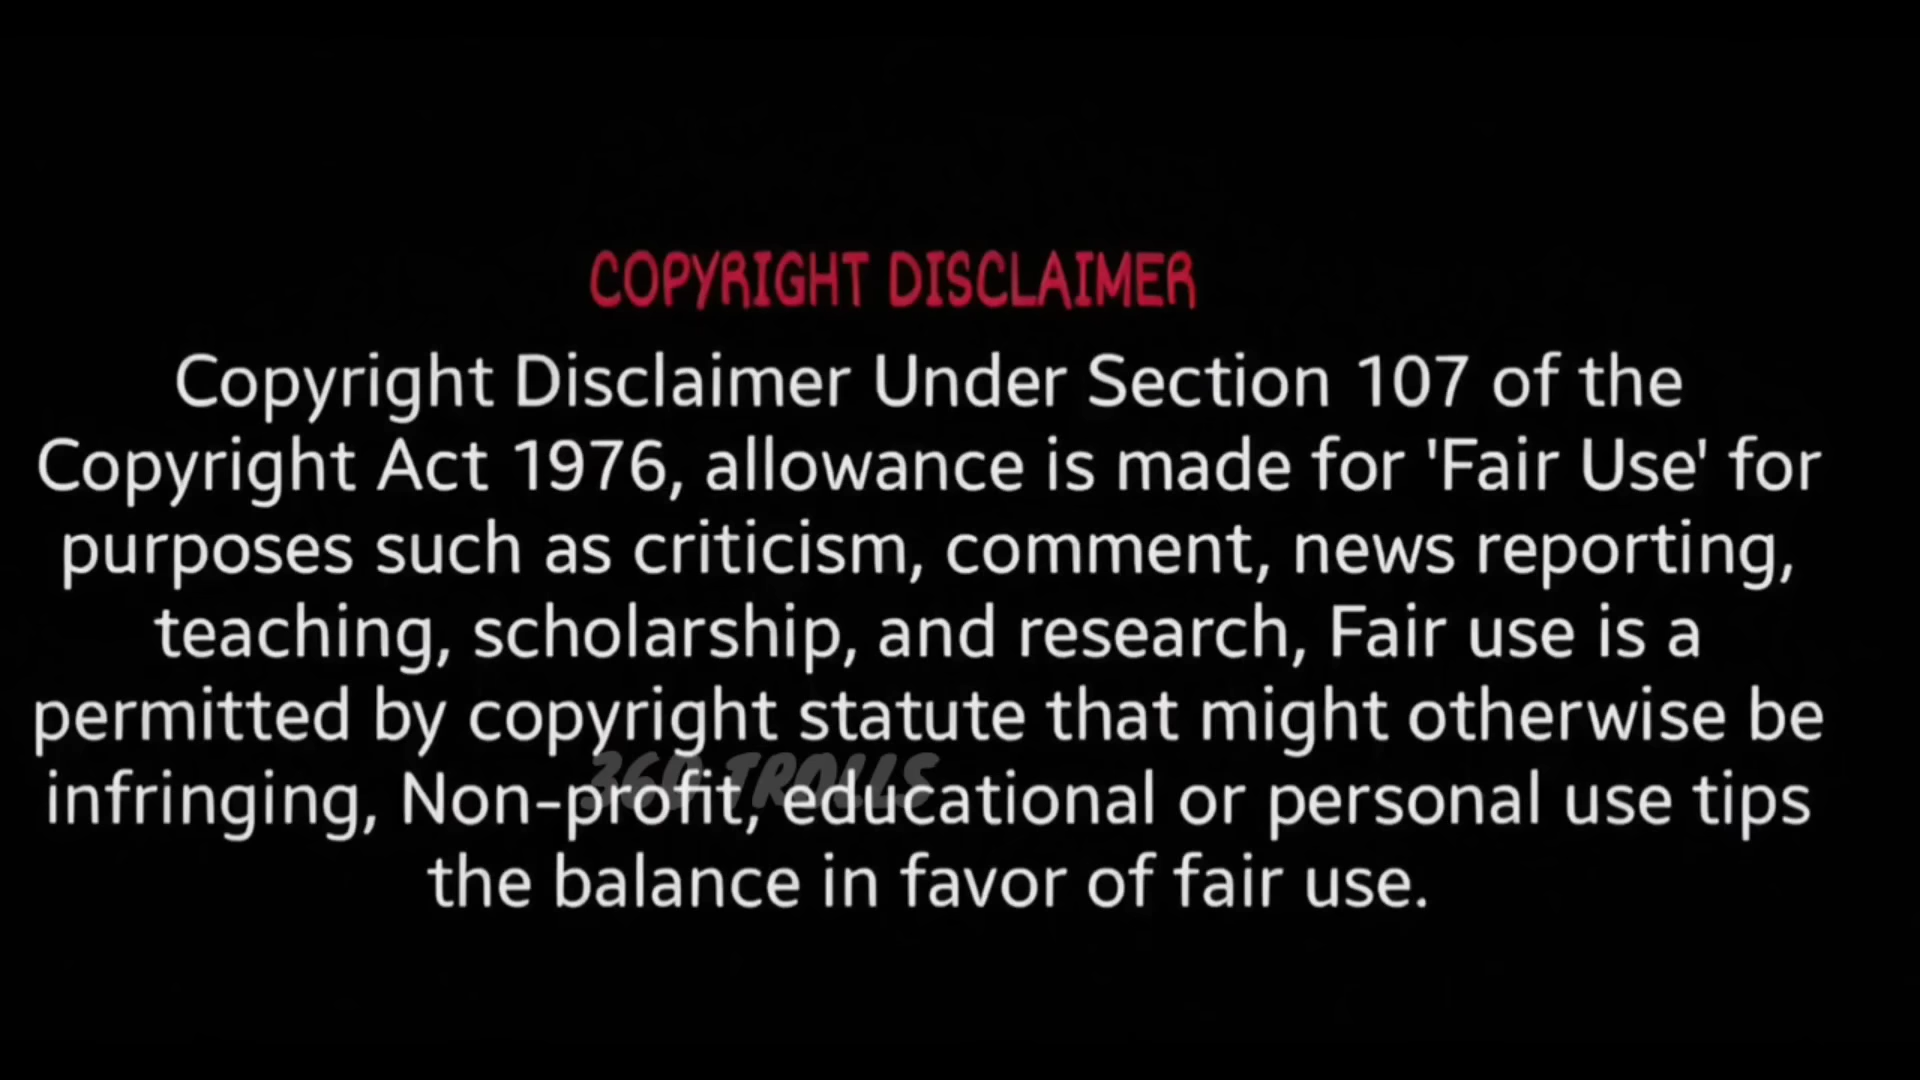 COPYRIGHT DISCLAIMER
Copyright Disclaimer Under Section 107 of the
Copyright Act 1976, allowance is made for 'Fair Use' for
purposes such as criticism, comment, news reporting,
teaching, scholarship, and research, Fair use is a
permitted by copyright statute that might otherwise be
360 TROLLS
infringing, Non-profit, educational or personal use tips
the balance in favor of fair use.